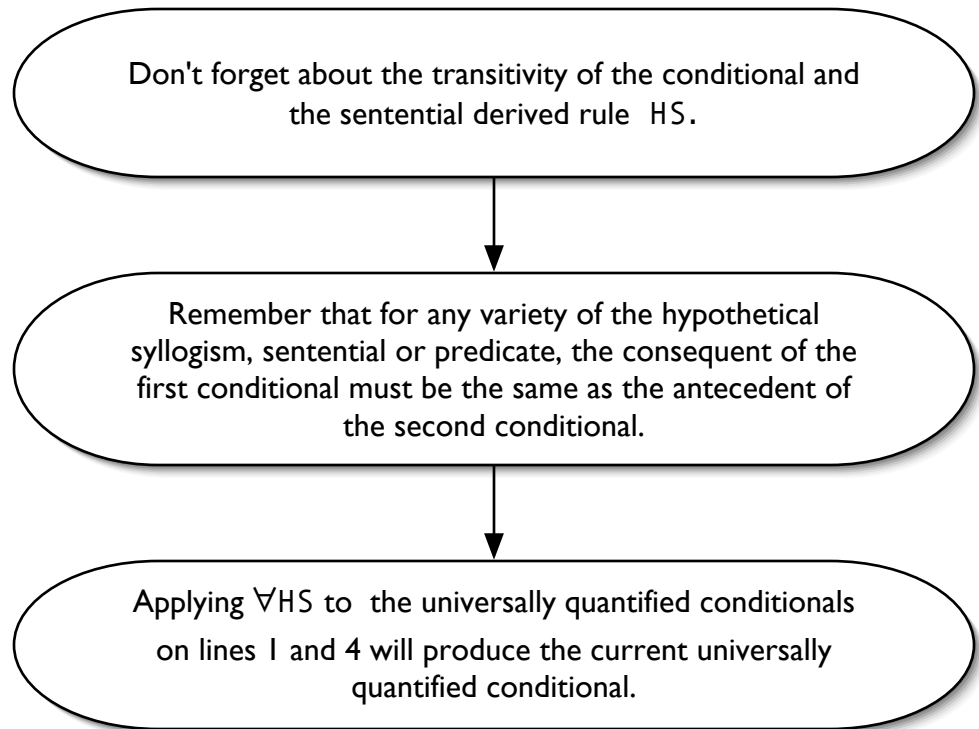 Don't forget about the transitivity of the conditional and
the sentential derived rule HS.
Remember that for any variety of the hypothetical
syllogism, sentential or predicate, the consequent of the
first conditional must be the same as the antecedent of
the second conditional.
Applying ∀HS to the universally quantified conditionals
on lines 1 and 4 will produce the current universally
quantified conditional.